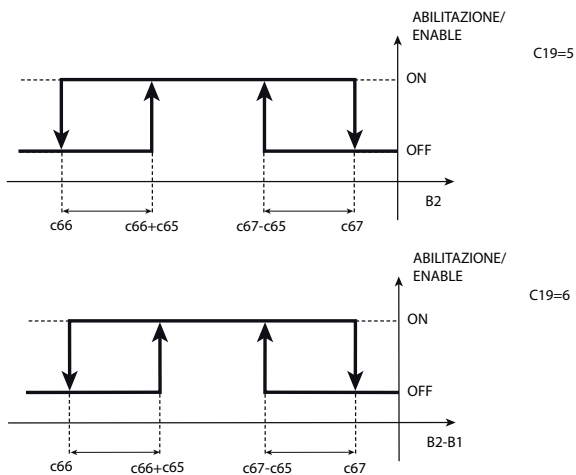 ABILITAZIONE/
ENABLE
C19=5
ON
OFF
B2
c66 c66+c65 c67-c65 c67
ABILITAZIONE/
ENABLE
C19=6
ON
OFF
B2-B1
c66 c66+c65 c67-c65 c67